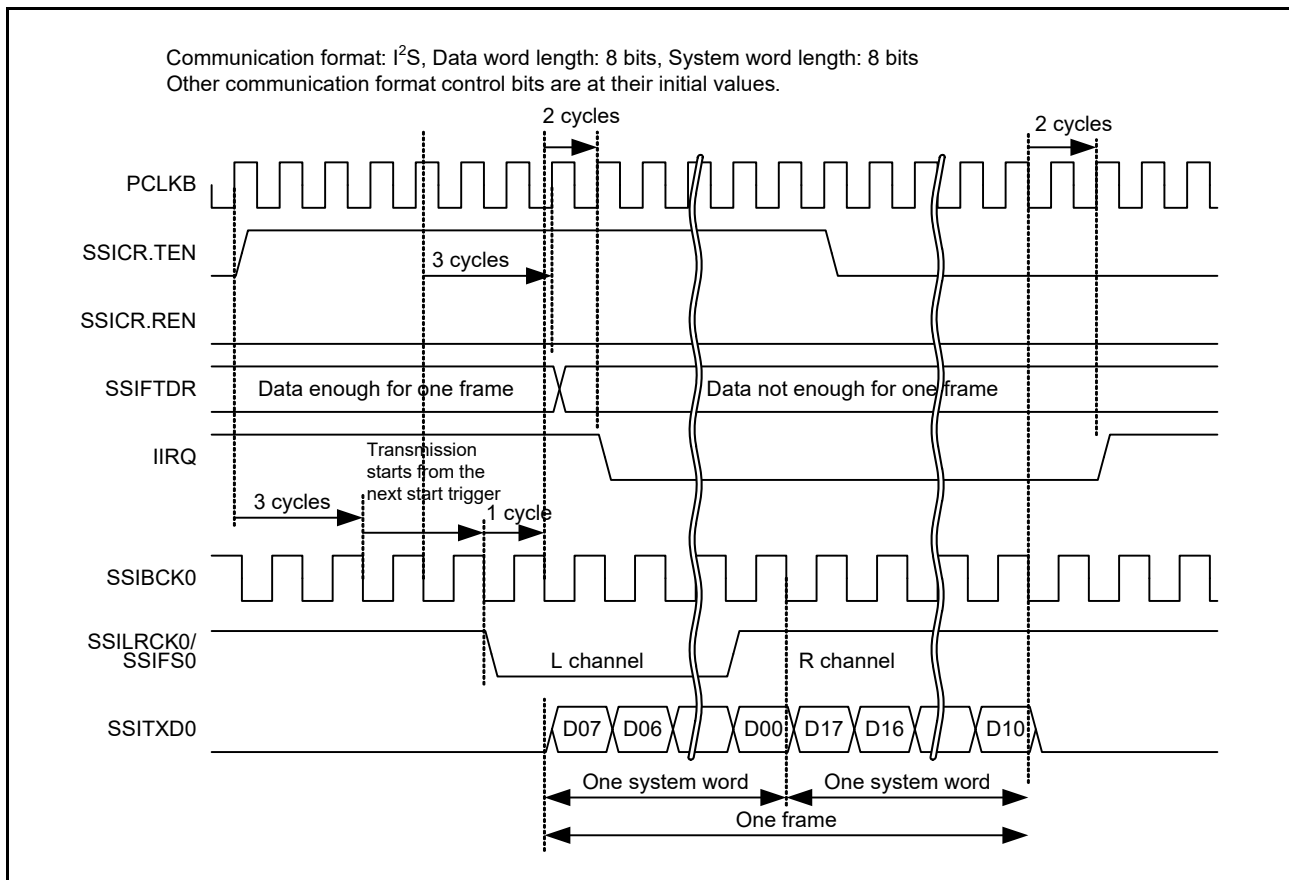 Communication format: I²S, Data word length: 8 bits, System word length: 8 bits
Other communication format control bits are at their initial values.
2 cycles
2 cycles
PCLKB
SSICR.TEN
3 cycles
SSICR.REN
SSIFTDR
Data enough for one frame
Data not enough for one frame
IIRQ
Transmission
starts from the
next start trigger
3 cycles
1 cycle
SSIBCK0
SSILRCK0/
SSIFS0
L channel
R channel
SSITXD0
D07
D06
D00
D17
D16
D10
One system word
One system word
One frame